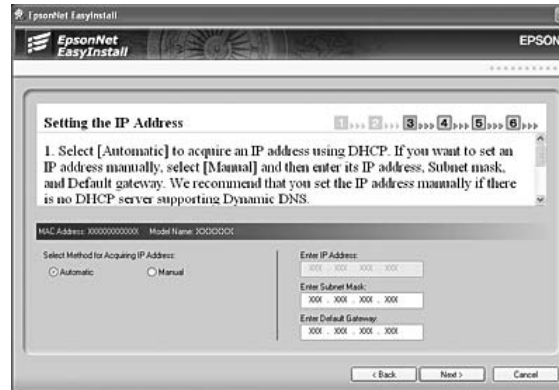 EpsonNet EasyInstall
EpsonNet
EasyInstall
EPSON
Setting the IP Address
1 2 3 4 5 6
1. Select [Automatic] to acquire an IP address using DHCP. If you want to set an
IP address manually, select [Manual] and then enter its IP address, Subnet mask,
and Default gateway. We recommend that you set the IP address manually if there
is no DHCP server supporting Dynamic DNS.
MAC Address: XXXXXXXXXXXX Model Name: XXXXXXX
Select Method for Acquiring IP Address:
Automatic
Manual
Enter IP Address:
XXX . XXX . XXX . XXX
Enter Subnet Mask:
XXX . XXX . XXX . XXX
Enter Default Gateway:
XXX . XXX . XXX . XXX
< Back
Next >
Cancel